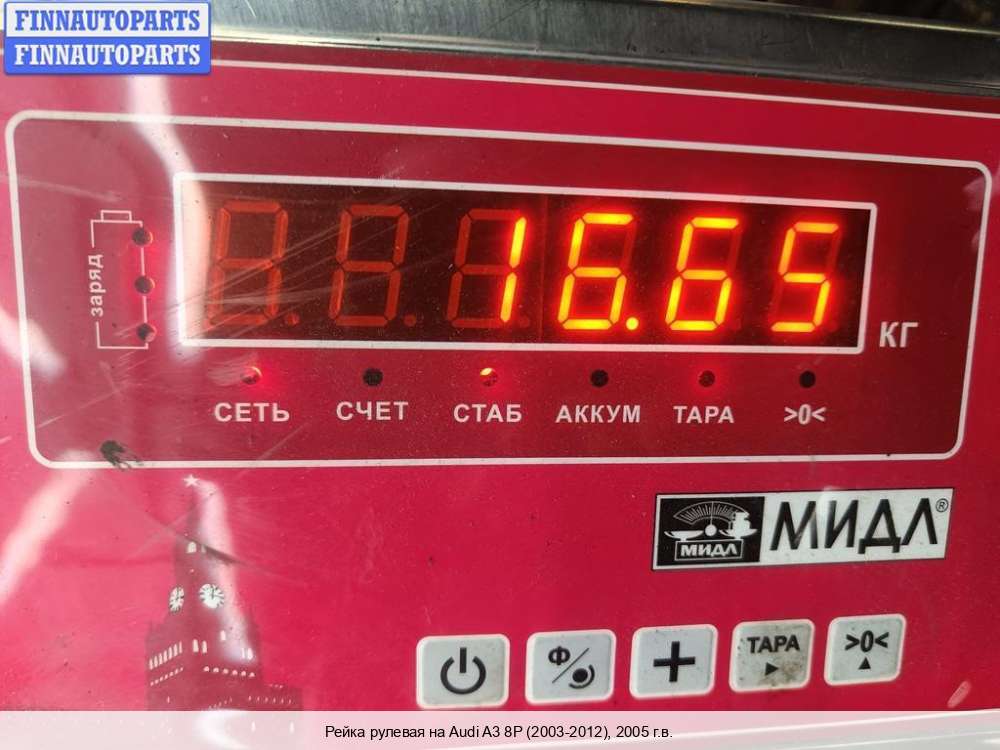 FINNAUTOPARTS
FINNAUTOPARTS
заряд
16.65
КГ
СЕТЬ СЧЕТ СТАБ АККУМ ТАРА >0<
МИДЛ МИДЛ®
Ф ТАРА >0<
Рейка рулевая на Audi A3 8P (2003-2012), 2005 г.в.